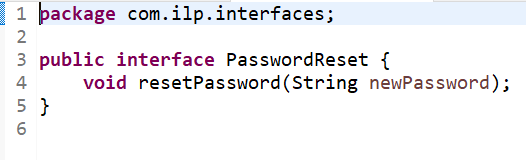 1 package com.ilp.interfaces;
2
3 public interface PasswordReset {
4     void resetPassword(String newPassword);
5 }
6